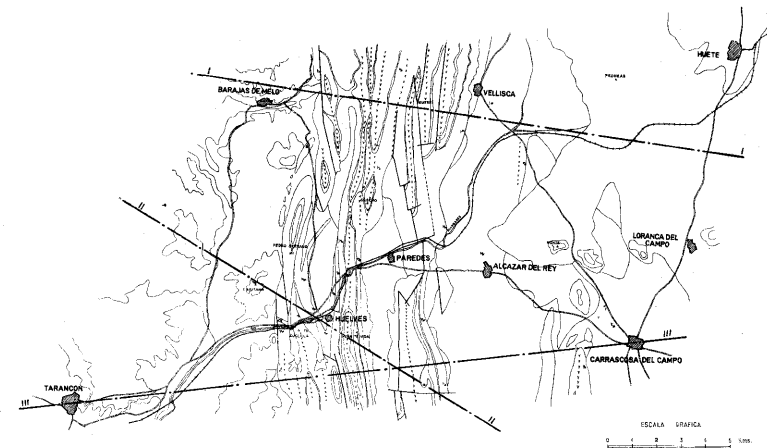 HUETE
I
BARAJAS DE MELO
VELLISCA
I
II
LORANCA DEL
CAMPO
PAREDES
ALCAZAR DEL REY
HUELVES
III
CARRASCOSA DEL CAMPO
TARANCON
III
II
ESCALA GRAFICA
0 1 2 3 4 5 Kms.